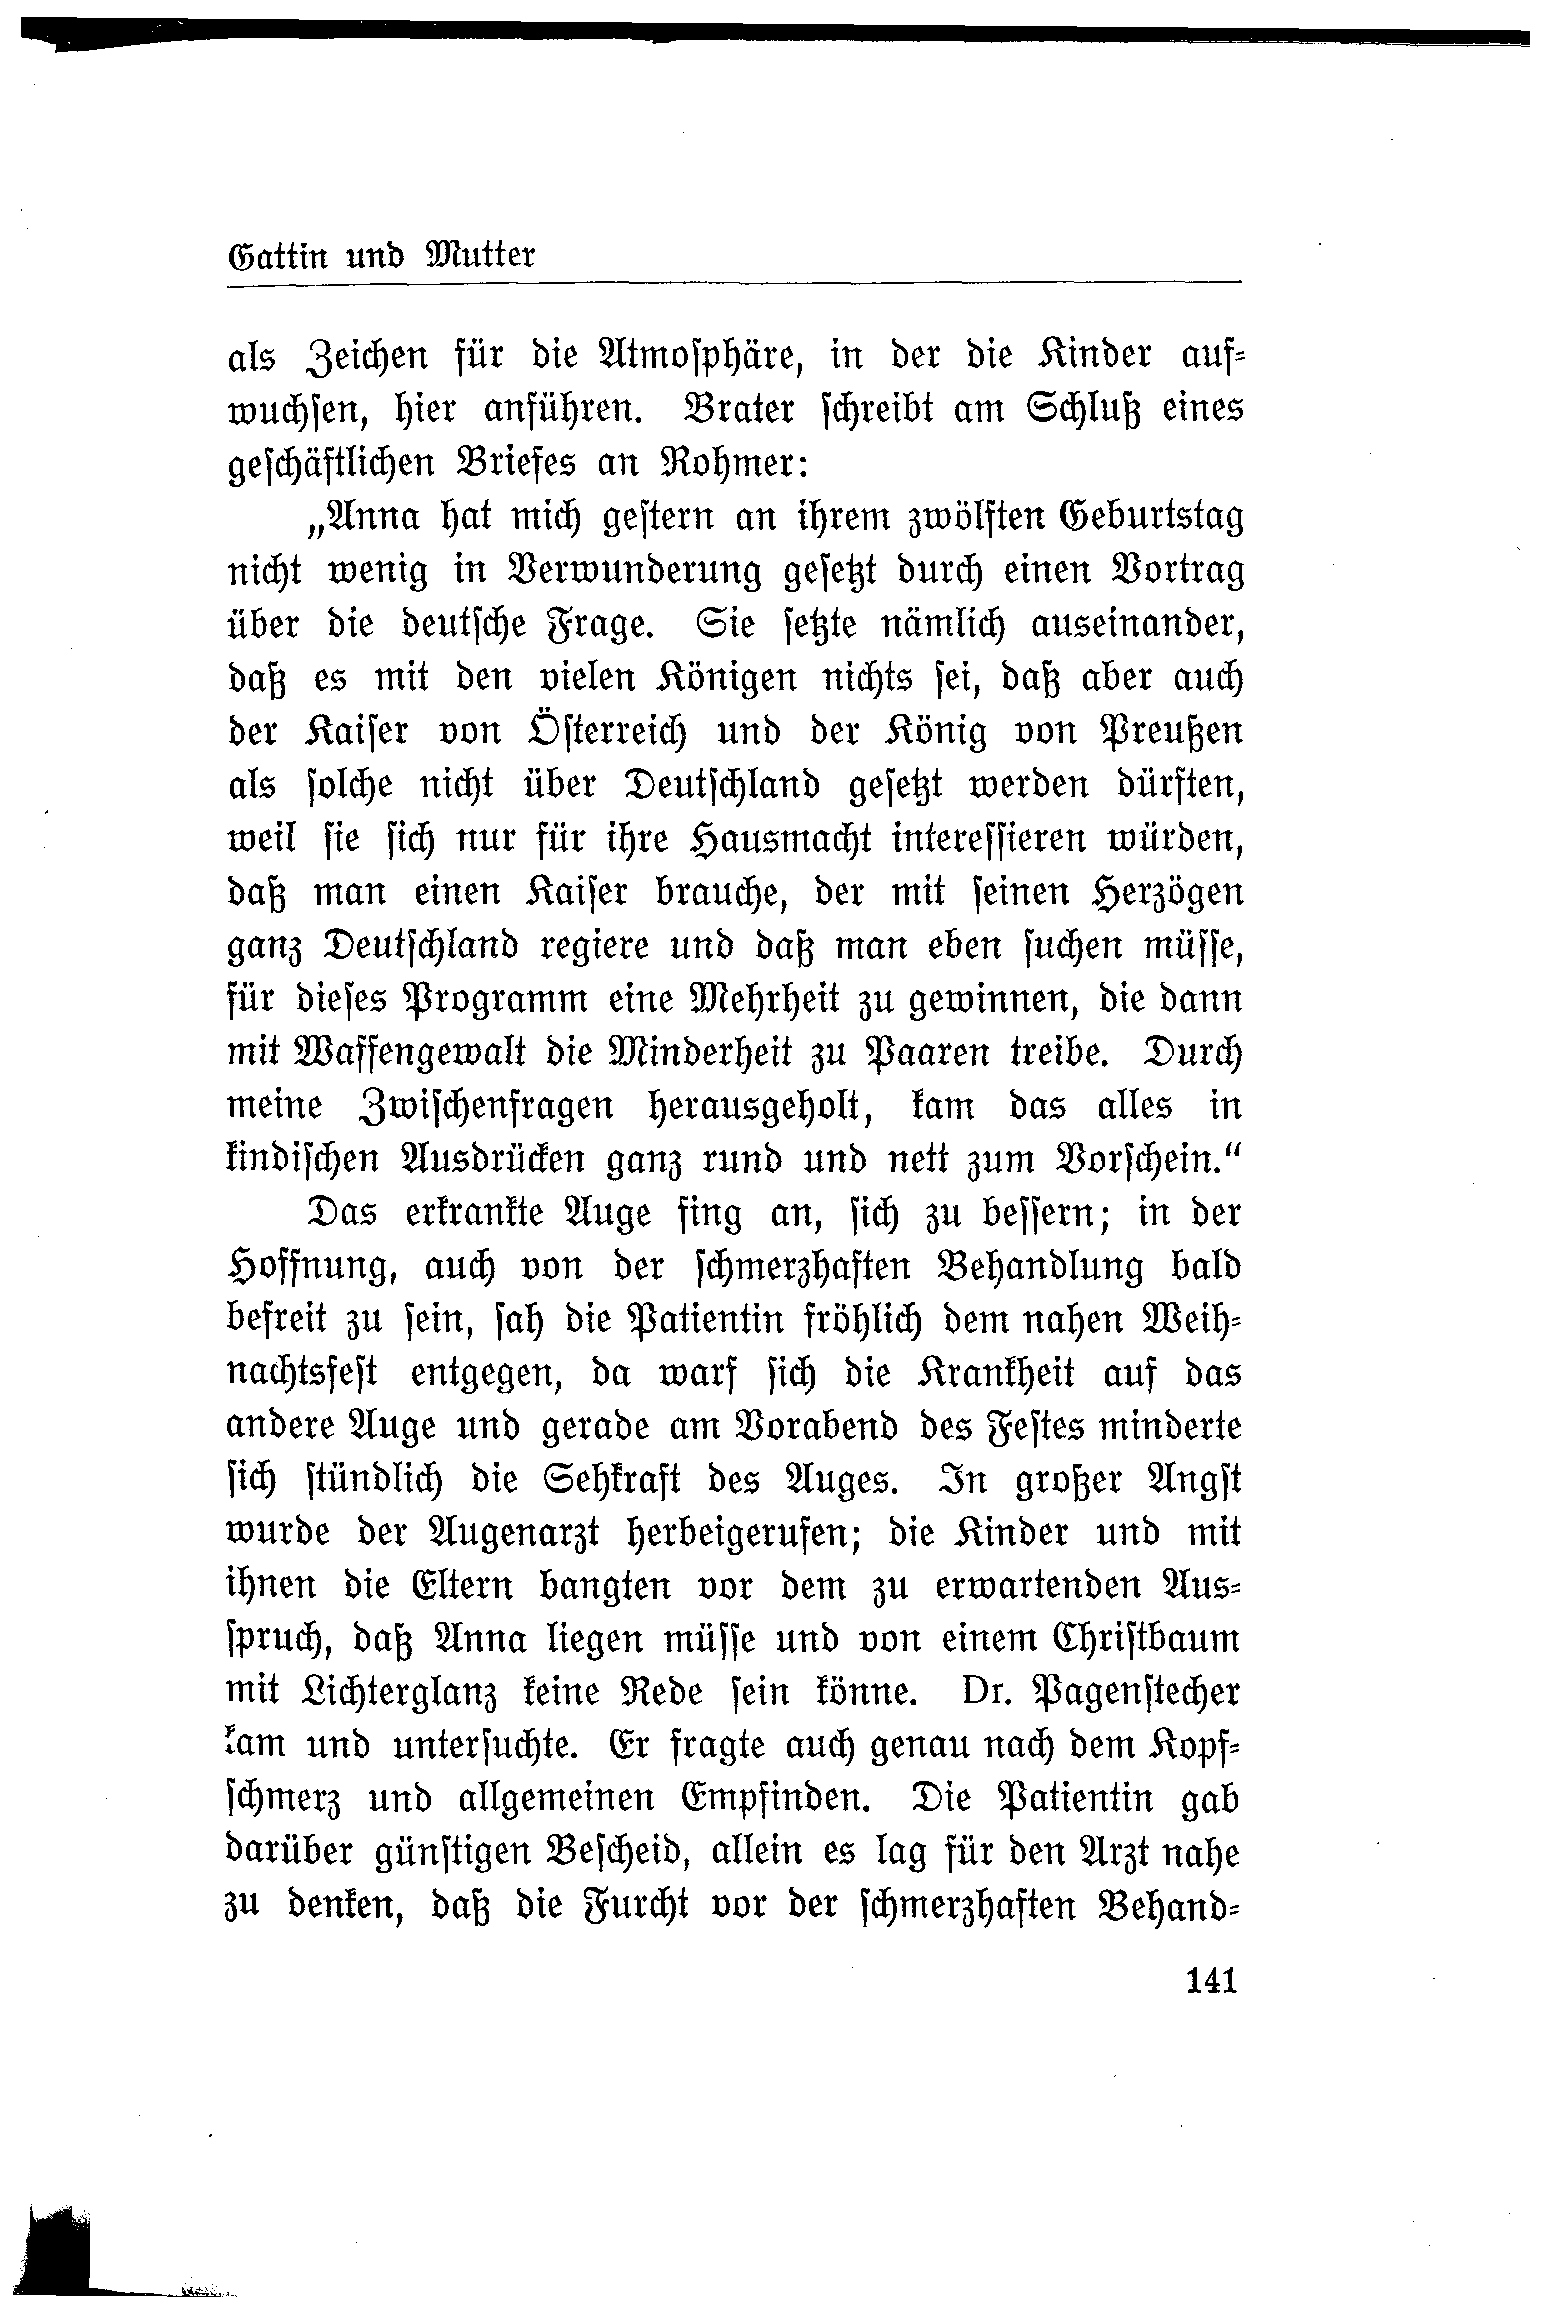 Gattin und Mutter
als Zeichen für die Atmosphäre, in der die Kinder auf-
wuchsen, hier anführen. Brater schreibt am Schluß eines
geschäftlichen Briefes an Rohmer:
„Anna hat mich gestern an ihrem zwölften Geburtstag
nicht wenig in Verwunderung gesetzt durch einen Vortrag
über die deutsche Frage. Sie setzte nämlich auseinander,
daß es mit den vielen Königen nichts sei, daß aber auch
der Kaiser von Österreich und der König von Preußen
als solche nicht über Deutschland gesetzt werden dürften,
weil sie sich nur für ihre Hausmacht interessieren würden,
daß man einen Kaiser brauche, der mit seinen Herzögen
ganz Deutschland regiere und daß man eben suchen müsse,
für dieses Programm eine Mehrheit zu gewinnen, die dann
mit Waffengewalt die Minderheit zu Paaren treibe. Durch
meine Zwischenfragen herausgeholt, kam das alles in
kindischen Ausdrücken ganz rund und nett zum Vorschein.“
Das erkrankte Auge fing an, sich zu bessern; in der
Hoffnung, auch von der schmerzhaften Behandlung bald
befreit zu sein, sah die Patientin fröhlich dem nahen Weih-
nachtsfest entgegen, da warf sich die Krankheit auf das
andere Auge und gerade am Vorabend des Festes minderte
sich stündlich die Sehkraft des Auges. In großer Angst
wurde der Augenarzt herbeigerufen; die Kinder und mit
ihnen die Eltern bangten vor dem zu erwartenden Aus-
spruch, daß Anna liegen müsse und von einem Christbaum
mit Lichterglanz keine Rede sein könne. Dr. Pagenstecher
kam und untersuchte. Er fragte auch genau nach dem Kopf-
schmerz und allgemeinen Empfinden. Die Patientin gab
darüber günstigen Bescheid, allein es lag für den Arzt nahe
zu denken, daß die Furcht vor der schmerzhaften Behand-
141